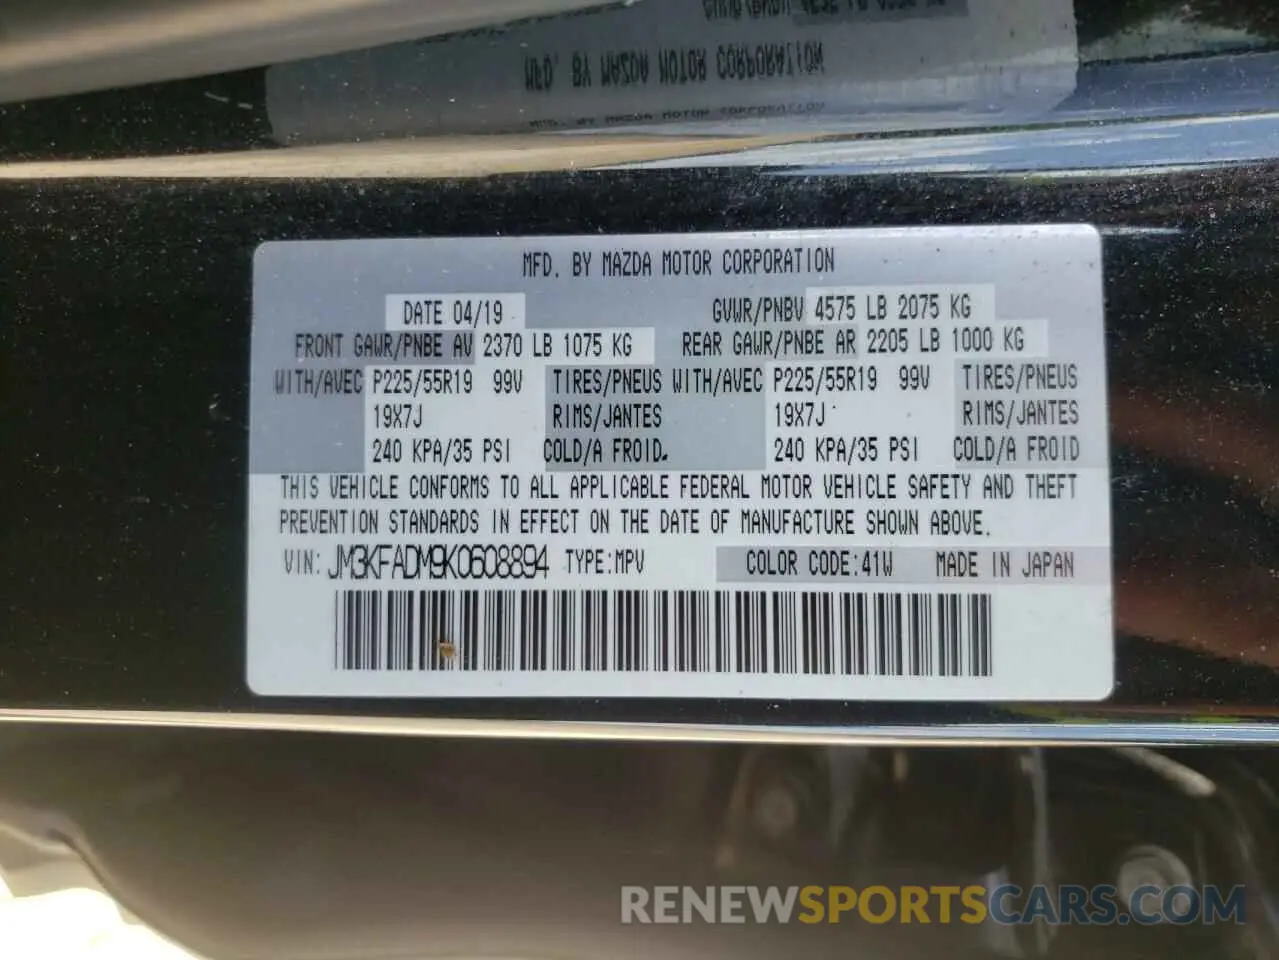 MFD. BY MAZDA MOTOR CORPORATION
MFD. BY MAZDA MOTOR CORPORATION
DATE 04/19 GVWR/PNBV 4575 LB 2075 KG
FRONT GAWR/PNBE AV 2370 LB 1075 KG REAR GAWR/PNBE AR 2205 LB 1000 KG
WITH/AVEC P225/55R19 99V TIRES/PNEUS WITH/AVEC P225/55R19 99V TIRES/PNEUS
19X7J RIMS/JANTES 19X7J RIMS/JANTES
240 KPA/35 PSI COLD/A FROID. 240 KPA/35 PSI COLD/A FROID
THIS VEHICLE CONFORMS TO ALL APPLICABLE FEDERAL MOTOR VEHICLE SAFETY AND THEFT
PREVENTION STANDARDS IN EFFECT ON THE DATE OF MANUFACTURE SHOWN ABOVE.
VIN: JM3KFADM9K0608894 TYPE:MPV COLOR CODE:41W MADE IN JAPAN
RENEWSPORTSCARS.COM